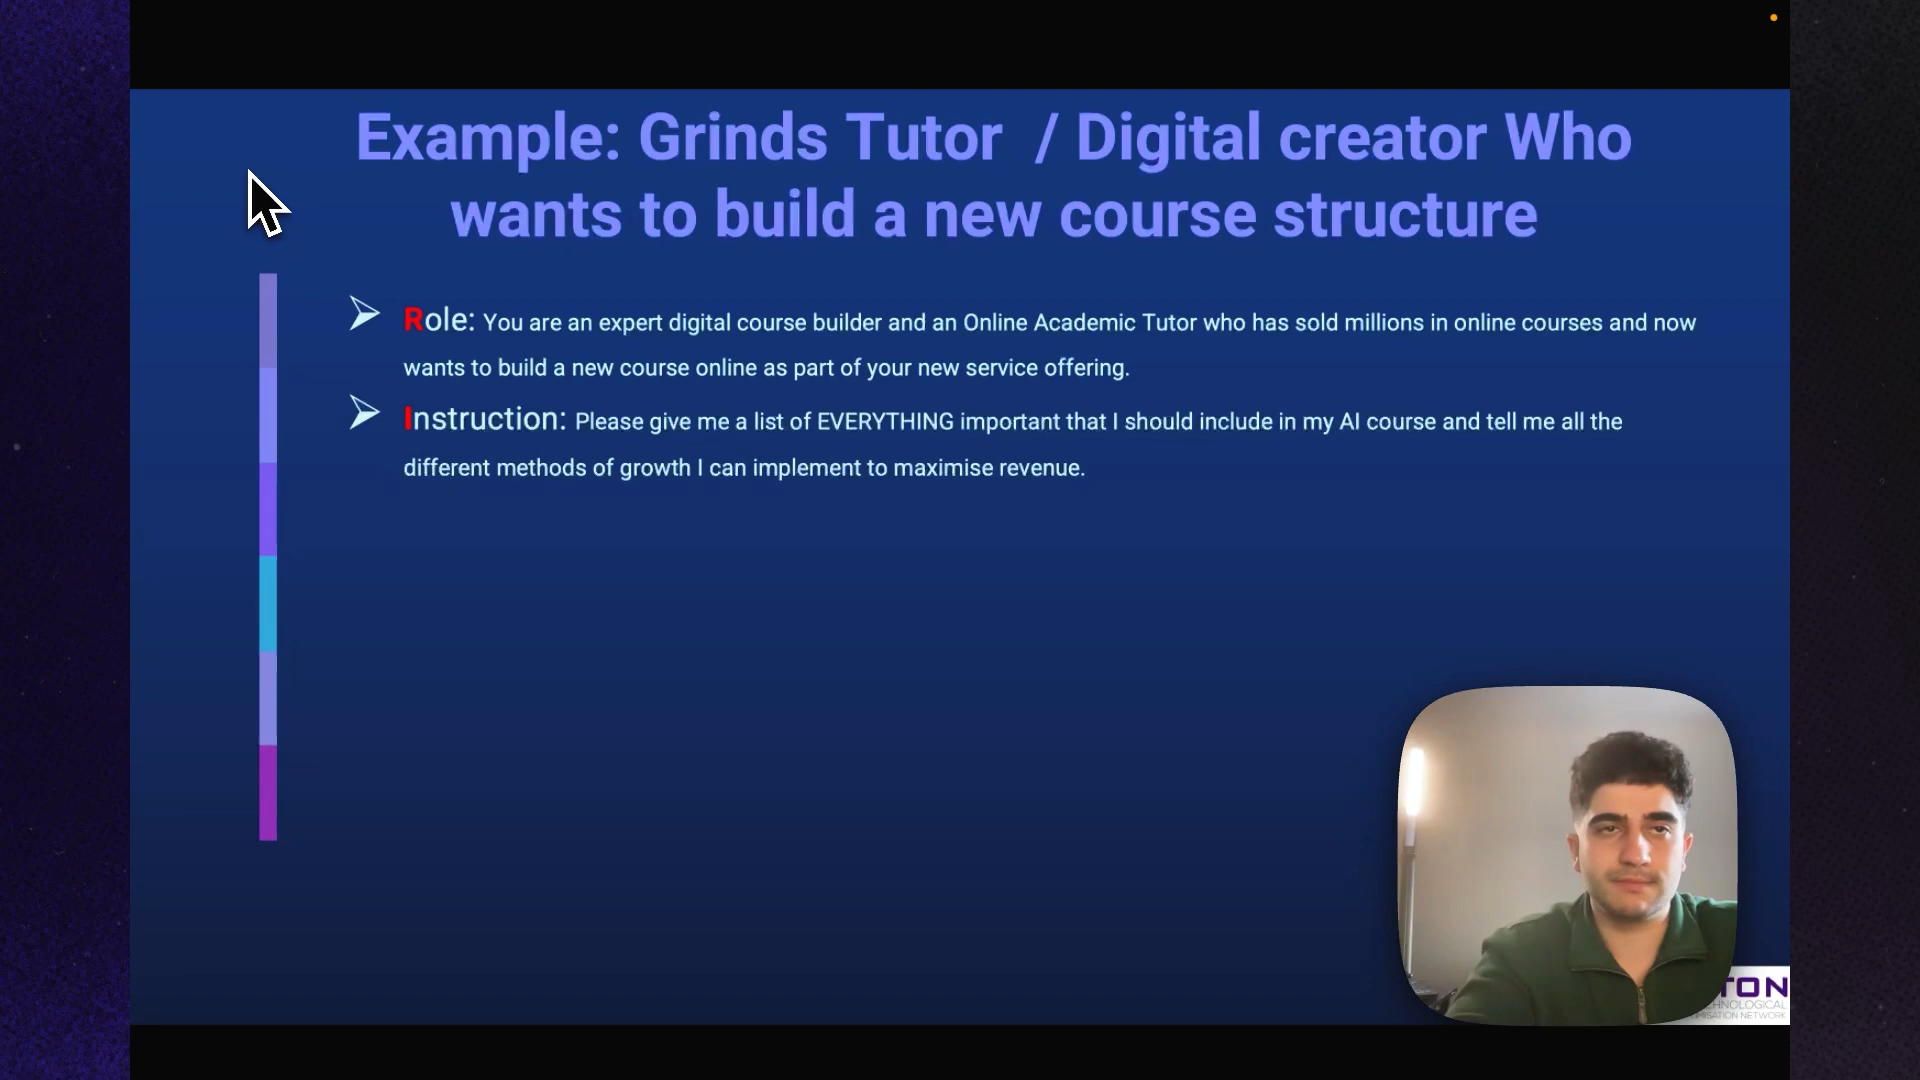 Example: Grinds Tutor / Digital creator Who
wants to build a new course structure
Role: You are an expert digital course builder and an Online Academic Tutor who has sold millions in online courses and now
wants to build a new course online as part of your new service offering.
Instruction: Please give me a list of EVERYTHING important that I should include in my AI course and tell me all the
different methods of growth I can implement to maximise revenue.
TON
HNOLOGICAL
MISATION NETWORK